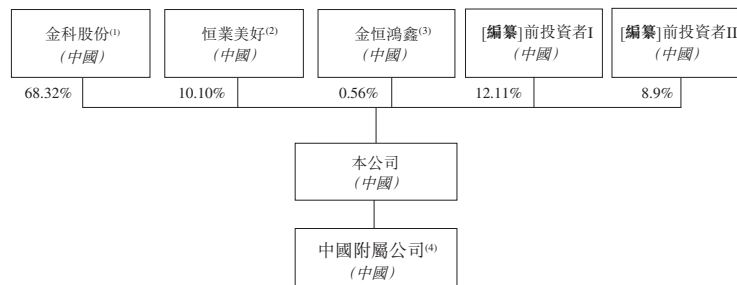 金科股份(1)
(中國)
恒業美好(2)
(中國)
金恒鴻鑫(3)
(中國)
[編纂]前投資者I
(中國)
[編纂]前投資者II
(中國)
68.32%
10.10%
0.56%
12.11%
8.9%
本公司
(中國)
中國附屬公司(4)
(中國)